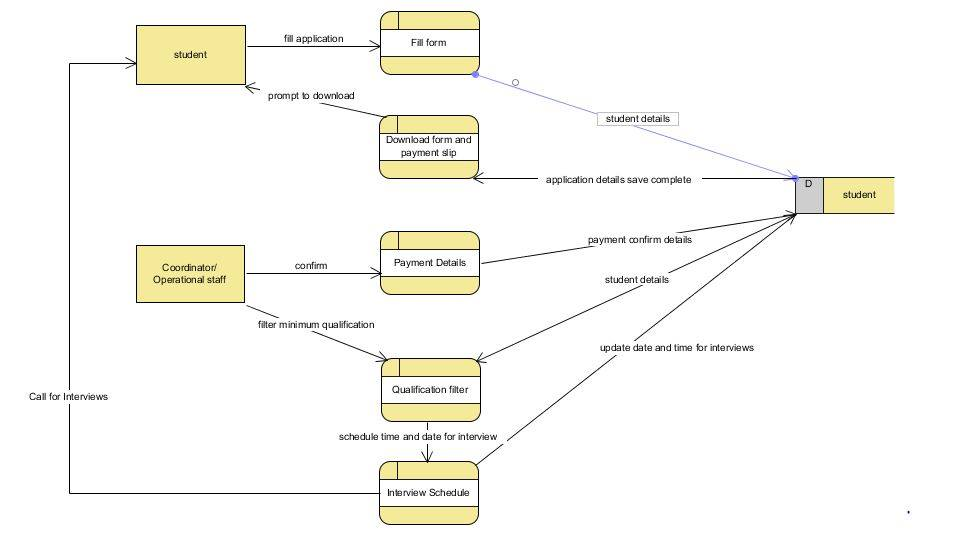 fill application
Fill form
student
prompt to download
student details
Download form and
payment slip
application details save complete
D
student
payment confirm details
Coordinator/
Operational staff
confirm
Payment Details
student details
filter minimum qualification
update date and time for interviews
Qualification filter
Call for Interviews
schedule time and date for interview
Interview Schedule